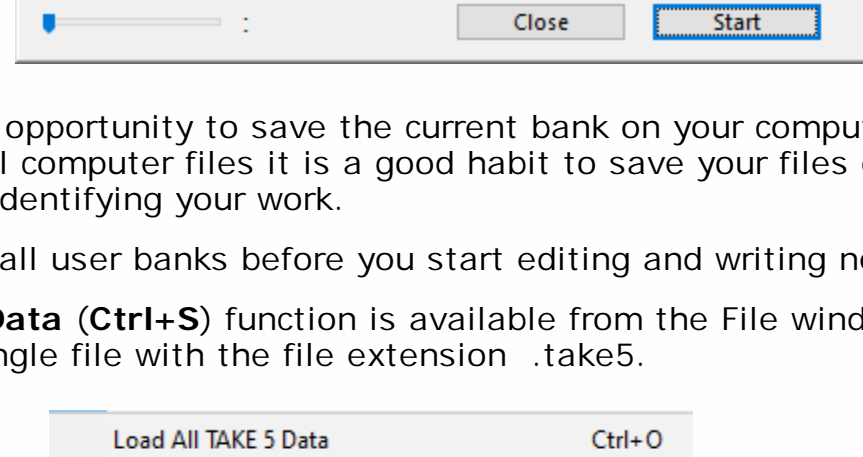 : Close Start
opportunity to save the current bank on your compu
computer files it is a good habit to save your files
dentifying your work.
all user banks before you start editing and writing
Data (Ctrl+S) function is available from the File wind
ngle file with the file extension .take5.
Load All TAKE 5 Data Ctrl+O